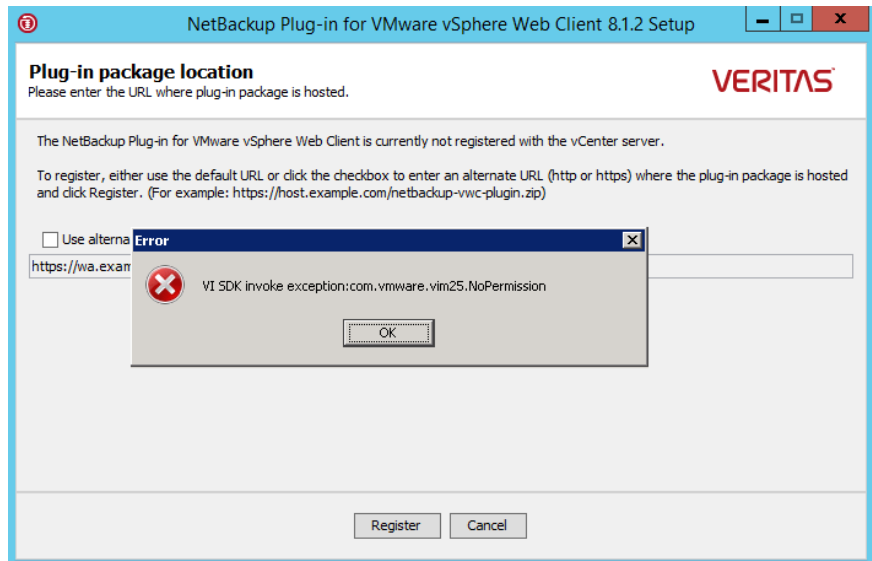 NetBackup Plug-in for VMware vSphere Web Client 8.1.2 Setup
Plug-in package location
Please enter the URL where plug-in package is hosted.
VERITAS
The NetBackup Plug-in for VMware vSphere Web Client is currently not registered with the vCenter server.
To register, either use the default URL or click the checkbox to enter an alternate URL (http or https) where the plug-in package is hosted
and click Register. (For example: https://host.example.com/netbackup-vwc-plugin.zip)
Use alterna
Error
https://wa.exam
VI SDK invoke exception:com.vmware.vim25.NoPermission
OK
Register Cancel